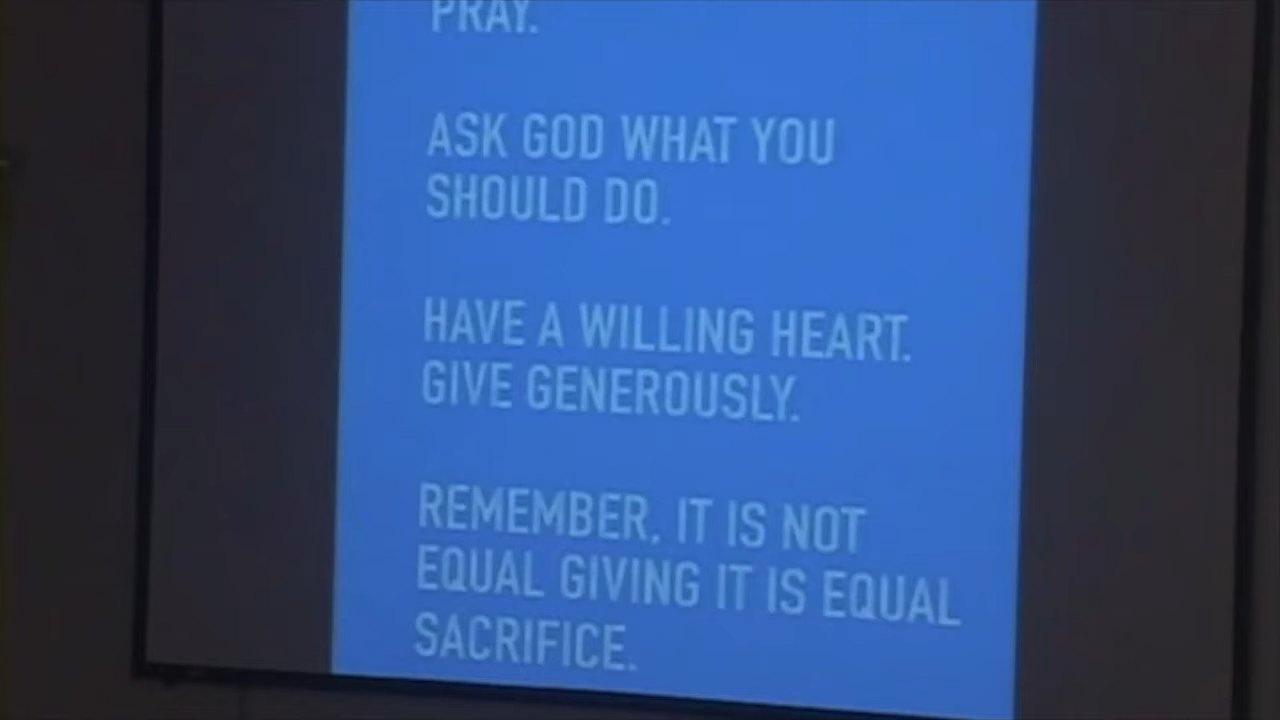 PRAY.
ASK GOD WHAT YOU
SHOULD DO.
HAVE A WILLING HEART.
GIVE GENEROUSLY.
REMEMBER, IT IS NOT
EQUAL GIVING IT IS EQUAL
SACRIFICE.